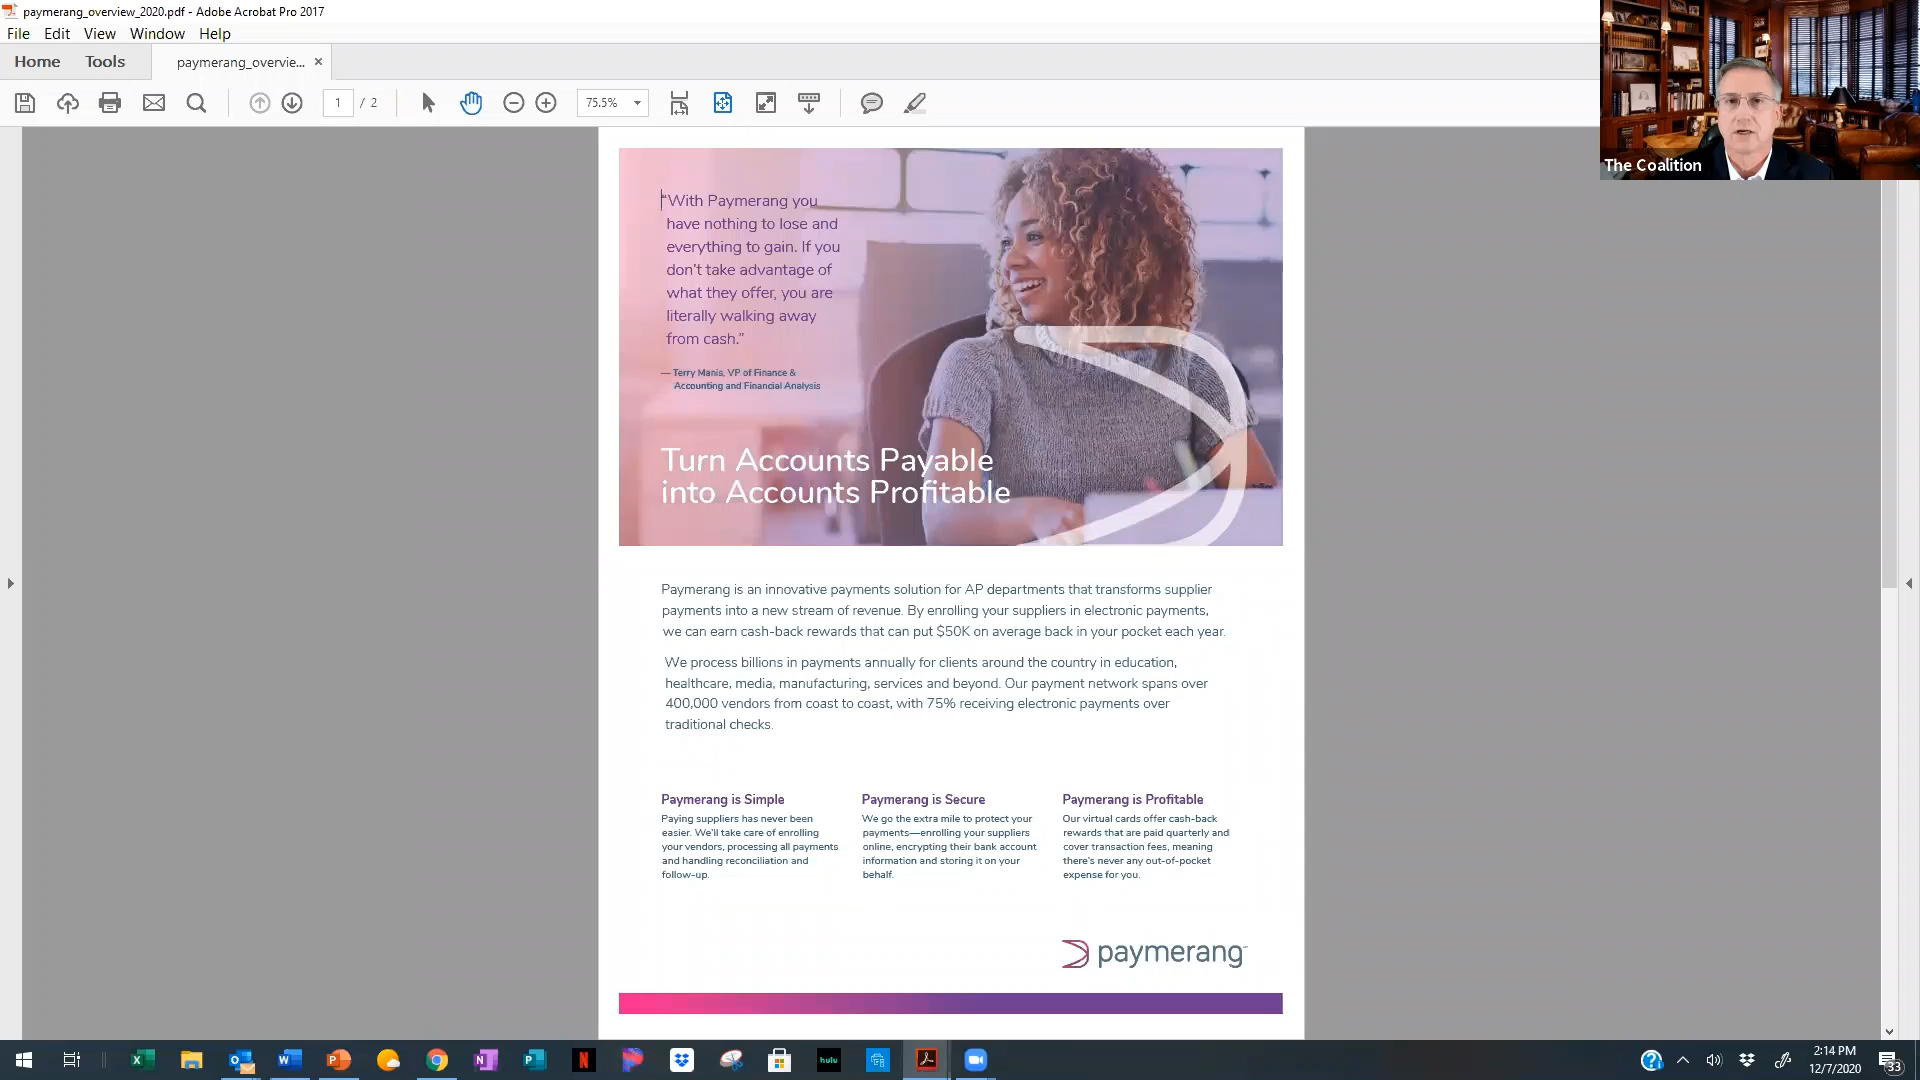 paymerang_overview_2020.pdf - Adobe Acrobat Pro 2017
File Edit View Window Help
Home Tools paymerang_overvie... ×
1 / 2 75.5%
The Coalition
“With Paymerang you
have nothing to lose and
everything to gain. If you
don’t take advantage of
what they offer, you are
literally walking away
from cash.”
— Terry Manis, VP of Finance &
Accounting and Financial Analysis
Turn Accounts Payable
into Accounts Profitable
Paymerang is an innovative payments solution for AP departments that transforms supplier
payments into a new stream of revenue. By enrolling your suppliers in electronic payments,
we can earn cash-back rewards that can put $50K on average back in your pocket each year.
We process billions in payments annually for clients around the country in education,
healthcare, media, manufacturing, services and beyond. Our payment network spans over
400,000 vendors from coast to coast, with 75% receiving electronic payments over
traditional checks.
Paymerang is Simple
Paying suppliers has never been
easier. We’ll take care of enrolling
your vendors, processing all payments
and handling reconciliation and
follow-up.
Paymerang is Secure
We go the extra mile to protect your
payments—enrolling your suppliers
online, encrypting their bank account
information and storing it on your
behalf.
Paymerang is Profitable
Our virtual cards offer cash-back
rewards that are paid quarterly and
cover transaction fees, meaning
there’s never any out-of-pocket
expense for you.
paymerang
hulu
2:14 PM
12/7/2020
33